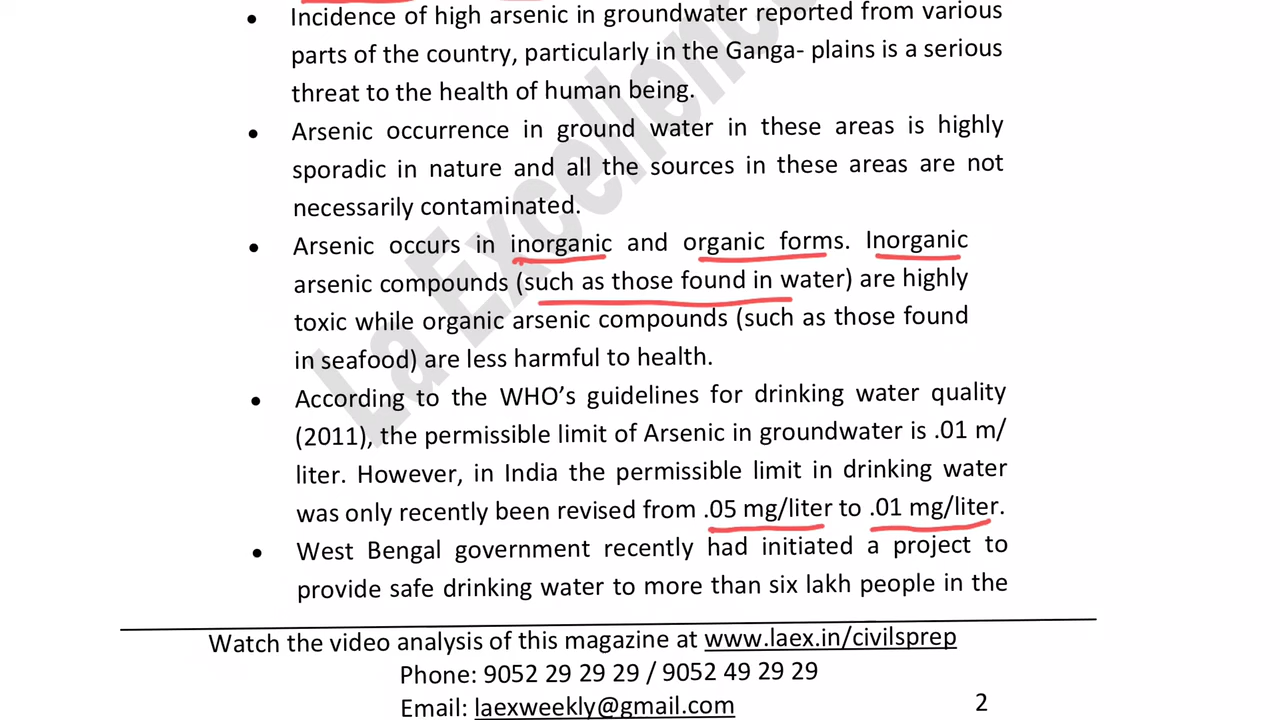 • Incidence of high arsenic in groundwater reported from various
parts of the country, particularly in the Ganga- plains is a serious
threat to the health of human being.
• Arsenic occurrence in ground water in these areas is highly
sporadic in nature and all the sources in these areas are not
necessarily contaminated.
• Arsenic occurs in inorganic and organic forms. Inorganic
arsenic compounds (such as those found in water) are highly
toxic while organic arsenic compounds (such as those found
in seafood) are less harmful to health.
• According to the WHO’s guidelines for drinking water quality
(2011), the permissible limit of Arsenic in groundwater is .01 m/
liter. However, in India the permissible limit in drinking water
was only recently been revised from .05 mg/liter to .01 mg/liter.
• West Bengal government recently had initiated a project to
provide safe drinking water to more than six lakh people in the
Watch the video analysis of this magazine at www.laex.in/civilsprep
Phone: 9052 29 29 29 / 9052 49 29 29
Email: laexweekly@gmail.com
2
La Excellenc